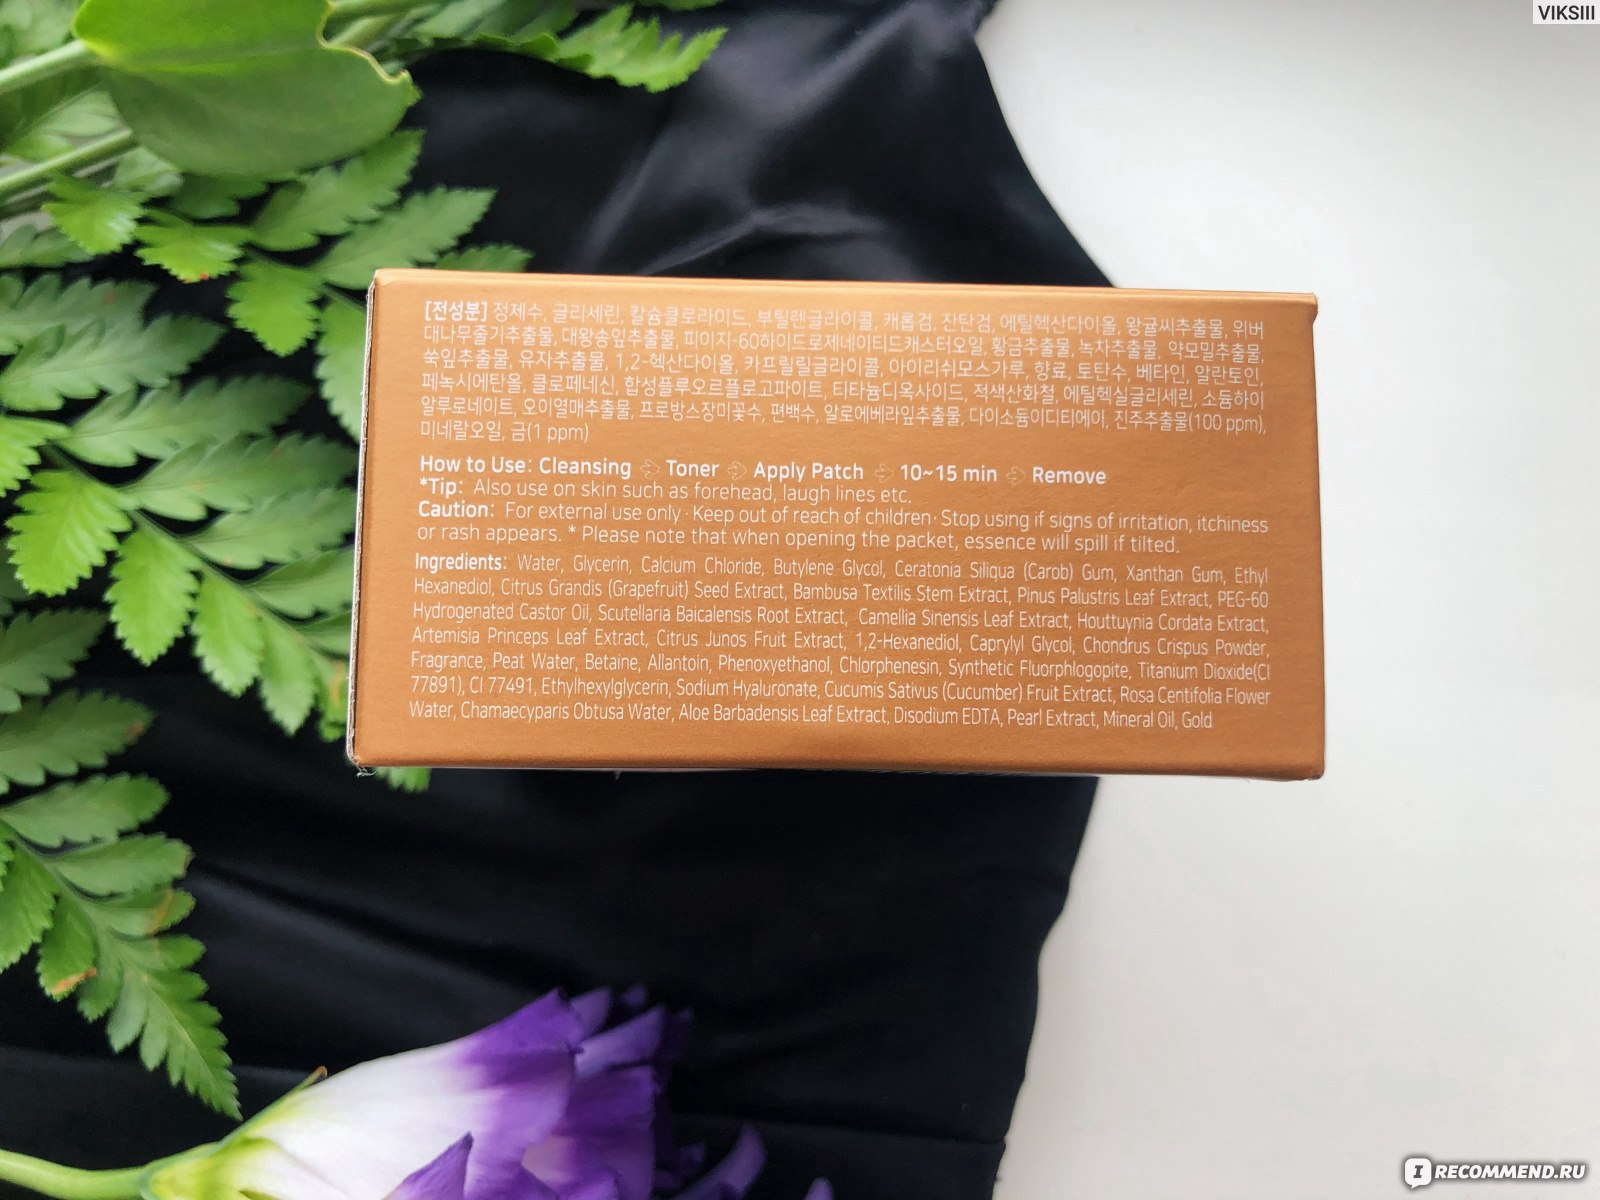 VIKSIII
[전성분] 정제수, 글리세린, 칼슘클로라이드, 부틸렌글라이콜, 캐롭검, 잔탄검, 에틸헥산다이올, 왕귤씨추출물, 위버
대나무줄기추출물, 대왕송잎추출물, 피이지-60하이드로제네이티드캐스터오일, 황금추출물, 녹차추출물, 약모밀추출물,
쑥잎추출물, 유자추출물, 1,2-헥산다이올, 카프릴릴글라이콜, 아이리쉬모스가루, 향료, 토탄수, 베타인, 알란토인,
페녹시에탄올, 클로페네신, 합성플루오르플로고파이트, 티타늄디옥사이드, 적색산화철, 에틸헥실글리세린, 소듐하이
알루로네이트, 오이열매추출물, 프로방스장미꽃수, 편백수, 알로에베라잎추출물, 다이소듐이디티에이, 진주추출물(100 ppm),
미네랄오일, 금(1 ppm)
How to Use: Cleansing Toner Apply Patch 10~15 min Remove
*Tip: Also use on skin such as forehead, laugh lines etc.
Caution: For external use only · Keep out of reach of children · Stop using if signs of irritation, itchiness
or rash appears. * Please note that when opening the packet, essence will spill if tilted.
Ingredients: Water, Glycerin, Calcium Chloride, Butylene Glycol, Ceratonia Siliqua (Carob) Gum, Xanthan Gum, Ethyl
Hexanediol, Citrus Grandis (Grapefruit) Seed Extract, Bambusa Textilis Stem Extract, Pinus Palustris Leaf Extract, PEG-60
Hydrogenated Castor Oil, Scutellaria Baicalensis Root Extract, Camellia Sinensis Leaf Extract, Houttuynia Cordata Extract,
Artemisia Princeps Leaf Extract, Citrus Junos Fruit Extract, 1,2-Hexanediol, Caprylyl Glycol, Chondrus Crispus Powder,
Fragrance, Peat Water, Betaine, Allantoin, Phenoxyethanol, Chlorphenesin, Synthetic Fluorphlogopite, Titanium Dioxide(CI
77891), CI 77491, Ethylhexylglycerin, Sodium Hyaluronate, Cucumis Sativus (Cucumber) Fruit Extract, Rosa Centifolia Flower
Water, Chamaecyparis Obtusa Water, Aloe Barbadensis Leaf Extract, Disodium EDTA, Pearl Extract, Mineral Oil, Gold
IRECOMMEND.RU